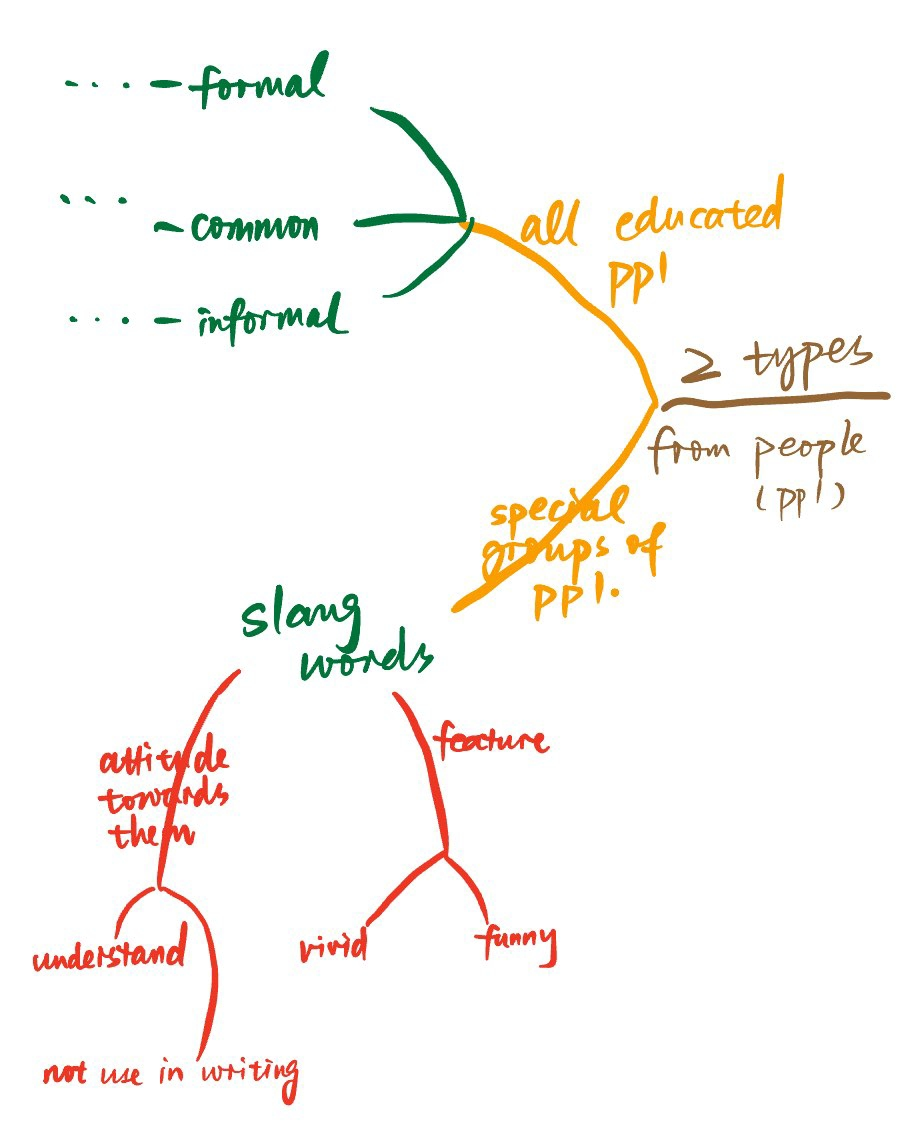 2 types
from people
(ppl)
all educated
ppl
formal
common
informal
special
groups of
ppl.
slang
words
attitude
towards
them
understand
not use in writing
feature
vivid
funny